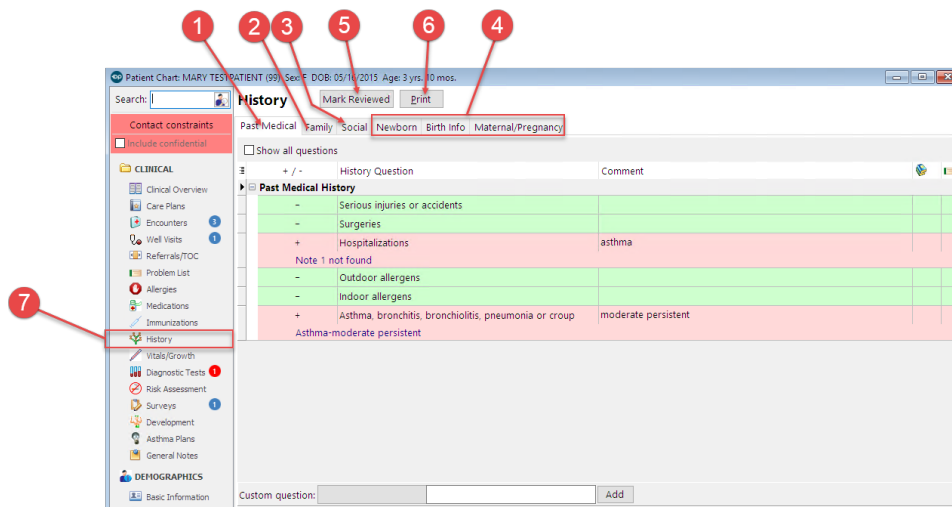 1 2 3 5 6 4
Patient Chart: MARY TESTPATIENT (99) Sex: F DOB: 05/16/2015 Age: 3 yrs. 10 mos.
Search:
History Mark Reviewed Print
Contact constraints
Include confidential
Past Medical Family Social Newborn Birth Info Maternal/Pregnancy
Show all questions
+ / - History Question Comment
CLINICAL
Past Medical History
Clinical Overview
- Serious injuries or accidents
Care Plans
- Surgeries
Encounters 3
+ Hospitalizations asthma
Well Visits 1
Note 1 not found
Referrals/TOC
- Outdoor allergens
Problem List
- Indoor allergens
Allergies
+ Asthma, bronchitis, bronchiolitis, pneumonia or croup moderate persistent
Medications
Asthma-moderate persistent
Immunizations
7
History
Vitals/Growth
Diagnostic Tests 1
Risk Assessment
Surveys 1
Development
Asthma Plans
General Notes
DEMOGRAPHICS
Basic Information
Custom question: Add